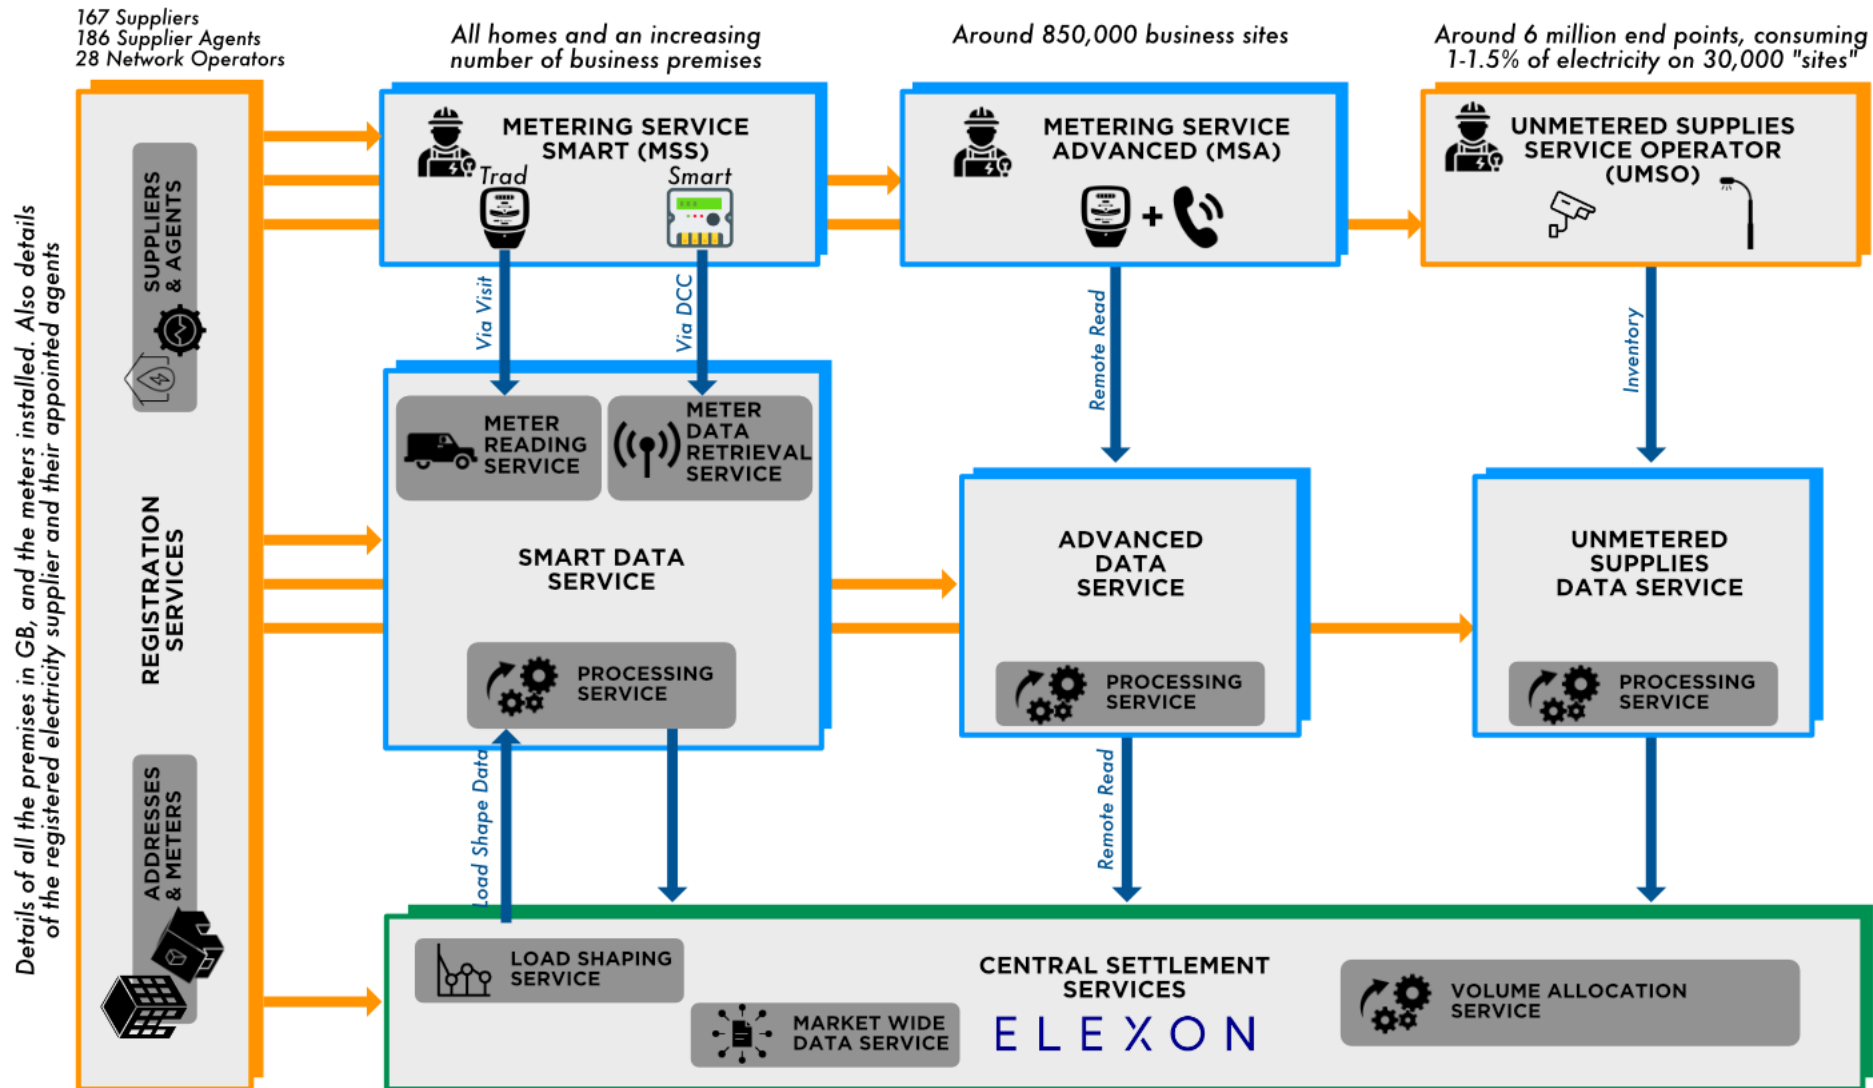 167 Suppliers
186 Supplier Agents
28 Network Operators
All homes and an increasing
number of business premises
Around 850,000 business sites
Around 6 million end points, consuming
1-1.5% of electricity on 30,000 "sites"
Details of all the premises in GB, and the meters installed. Also details
of the registered electricity supplier and their appointed agents
SUPPLIERS
& AGENTS
REGISTRATION
SERVICES
ADDRESSES
& METERS
METERING SERVICE
SMART (MSS)
Trad
Smart
METERING SERVICE
ADVANCED (MSA)
+
UNMETERED SUPPLIES
SERVICE OPERATOR
(UMSO)
Via Visit
Via DCC
Remote Read
Inventory
METER
READING
SERVICE
METER
DATA
RETRIEVAL
SERVICE
SMART DATA
SERVICE
PROCESSING
SERVICE
ADVANCED
DATA
SERVICE
PROCESSING
SERVICE
UNMETERED
SUPPLIES
DATA SERVICE
PROCESSING
SERVICE
Load Shape Data
Remote Read
LOAD SHAPING
SERVICE
MARKET WIDE
DATA SERVICE
CENTRAL SETTLEMENT
SERVICES
ELEXON
VOLUME ALLOCATION
SERVICE